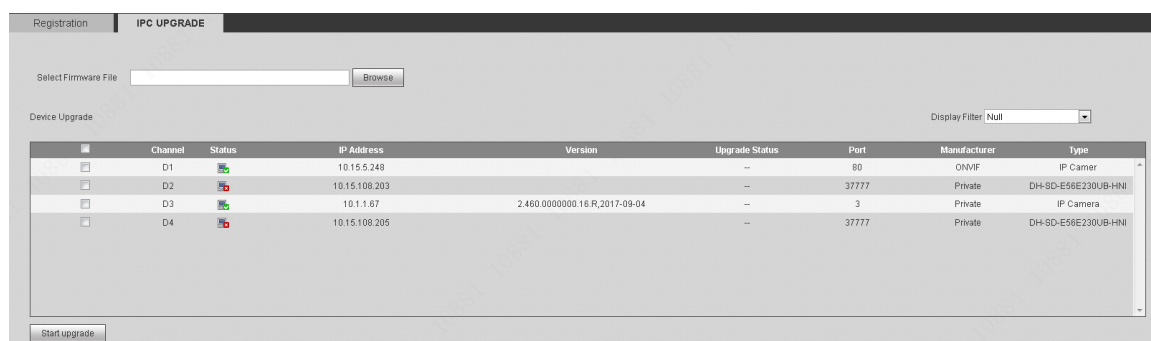 Registration IPC UPGRADE
Select Firmware File Browse
Device Upgrade Display Filter Null
Channel Status IP Address Version Upgrade Status Port Manufacturer Type
D1 10.15.5.248 -- 80 ONVIF IP Camer
D2 10.15.108.203 -- 37777 Private DH-SD-E56E230UB-HNI
D3 10.1.1.67 2.460.0000000.16.R,2017-09-04 -- 3 Private IP Camera
D4 10.15.108.205 -- 37777 Private DH-SD-E56E230UB-HNI
Start upgrade